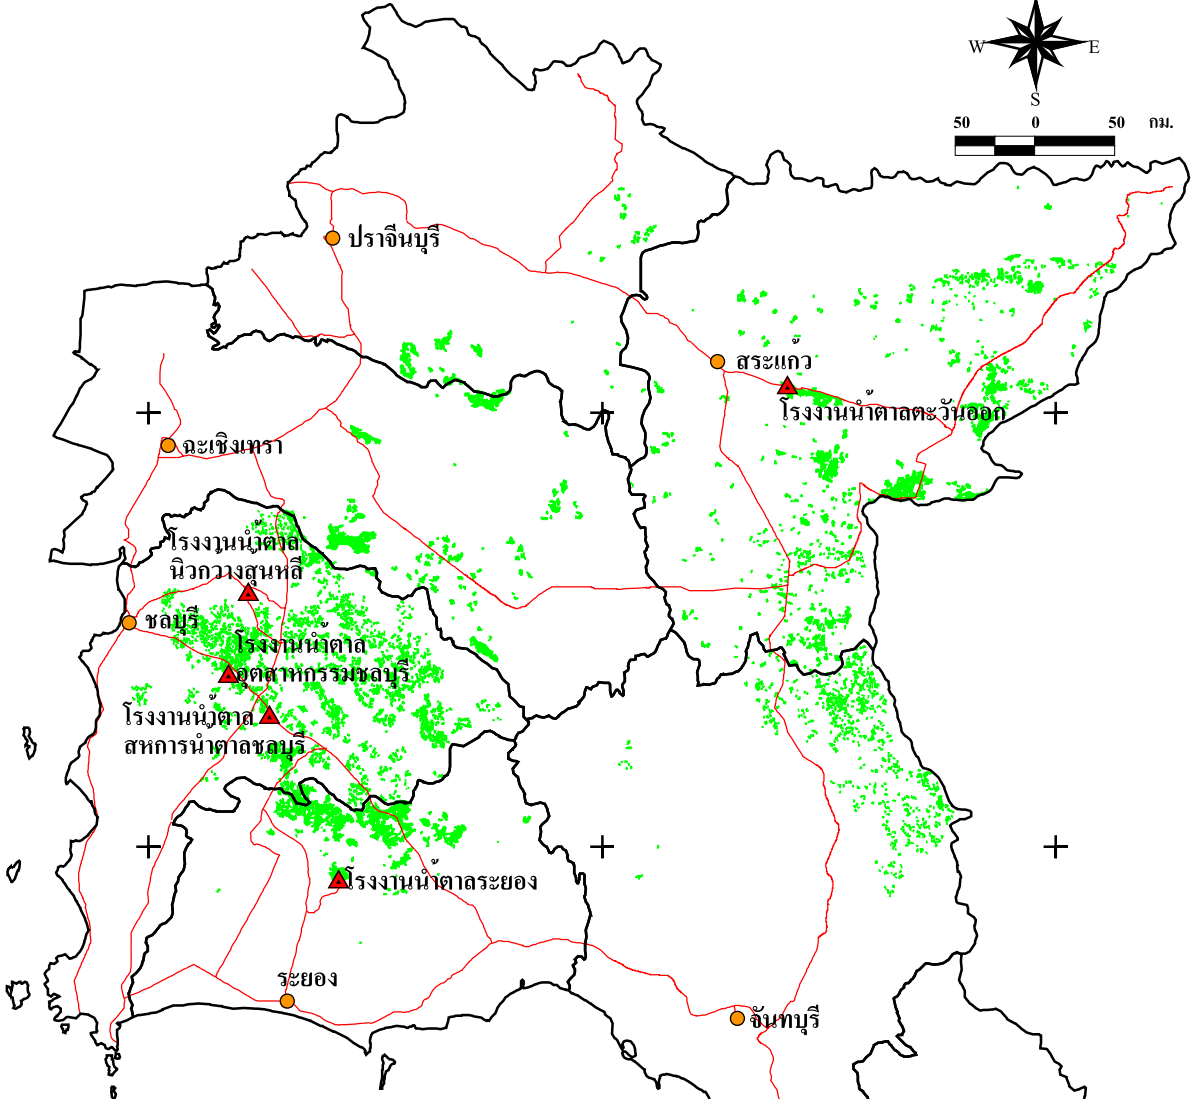 W
E
S
50 0 50 กม.
ปราจีนบุรี
สระแก้ว
โรงงานน้ำตาลตะวันออก
ฉะเชิงเทรา
โรงงานน้ำตาล
นิวกวางสุ้นหลี
ชลบุรี
โรงงานน้ำตาล
อุตสาหกรรมชลบุรี
โรงงานน้ำตาล
สหการน้ำตาลชลบุรี
โรงงานน้ำตาลระยอง
ระยอง
จันทบุรี